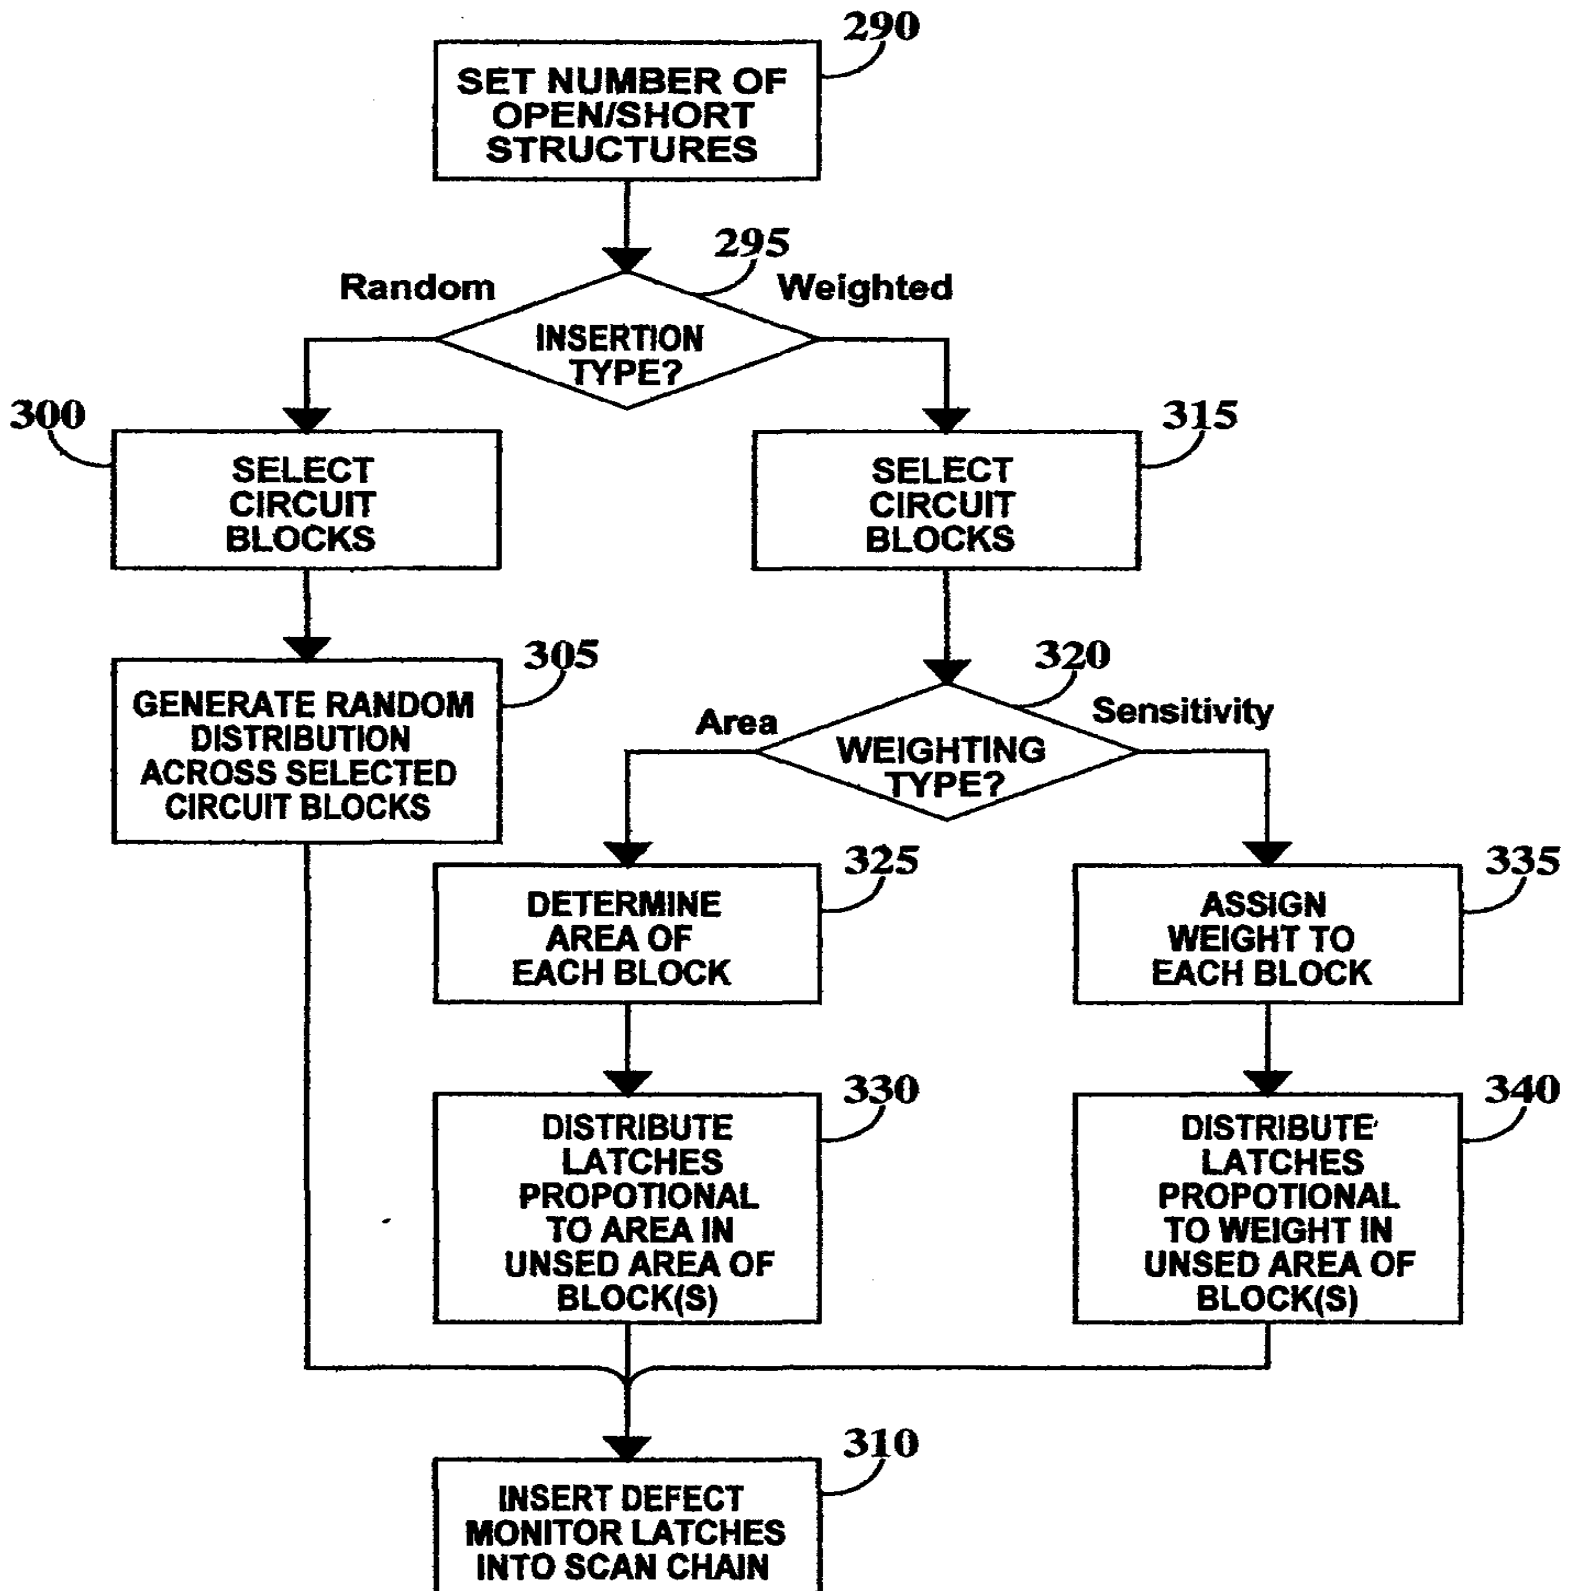 290
SET NUMBER OF
OPEN/SHORT
STRUCTURES
295
Random
Weighted
INSERTION
TYPE?
300
SELECT
CIRCUIT
BLOCKS
315
SELECT
CIRCUIT
BLOCKS
305
GENERATE RANDOM
DISTRIBUTION
ACROSS SELECTED
CIRCUIT BLOCKS
320
Area
Sensitivity
WEIGHTING
TYPE?
325
DETERMINE
AREA OF
EACH BLOCK
335
ASSIGN
WEIGHT TO
EACH BLOCK
330
DISTRIBUTE
LATCHES
PROPOTIONAL
TO AREA IN
UNSED AREA OF
BLOCK(S)
340
DISTRIBUTE
LATCHES
PROPOTIONAL
TO WEIGHT IN
UNSED AREA OF
BLOCK(S)
310
INSERT DEFECT
MONITOR LATCHES
INTO SCAN CHAIN